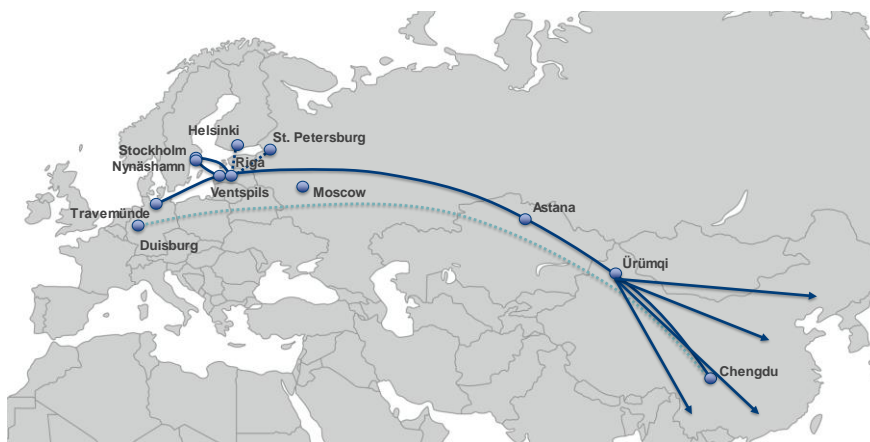 Helsinki
St. Petersburg
Stockholm
Nynäshamn
Riga
Ventspils
Moscow
Travemünde
Astana
Duisburg
Ürümqi
Chengdu